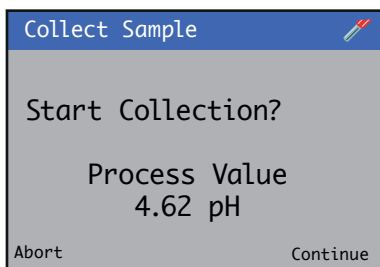 Collect Sample
Start Collection?
Process Value
4.62 pH
Abort Continue